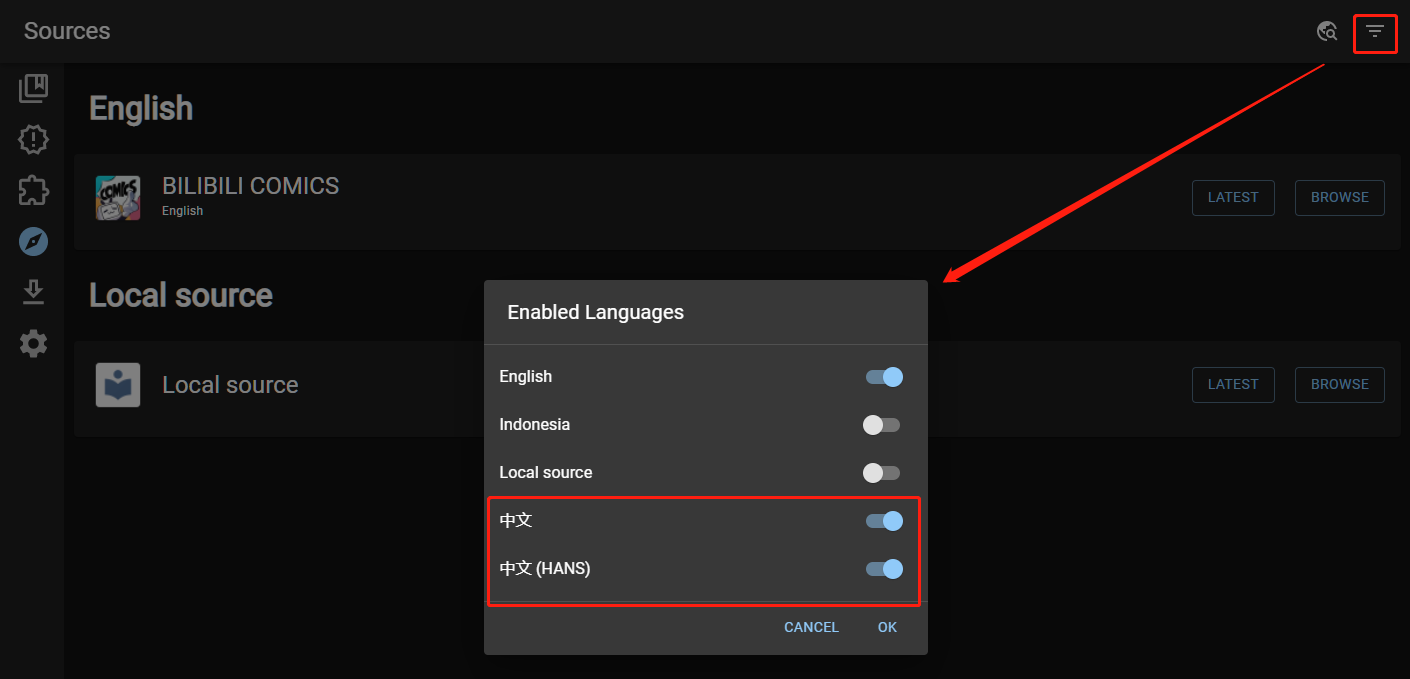 Sources
English
BILIBILI COMICS
English
LATEST
BROWSE
Local source
Local source
LATEST
BROWSE
Enabled Languages
English
Indonesia
Local source
中文
中文 (HANS)
CANCEL
OK
COMICS